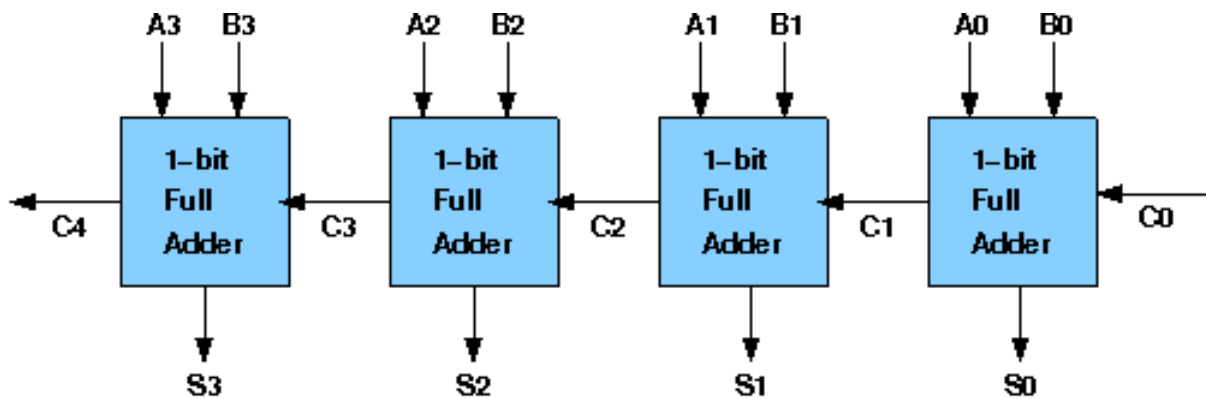 A3 B3 A2 B2 A1 B1 A0 B0
1-bit
Full
Adder
1-bit
Full
Adder
1-bit
Full
Adder
1-bit
Full
Adder
C4 C3 C2 C1 C0
S3 S2 S1 S0